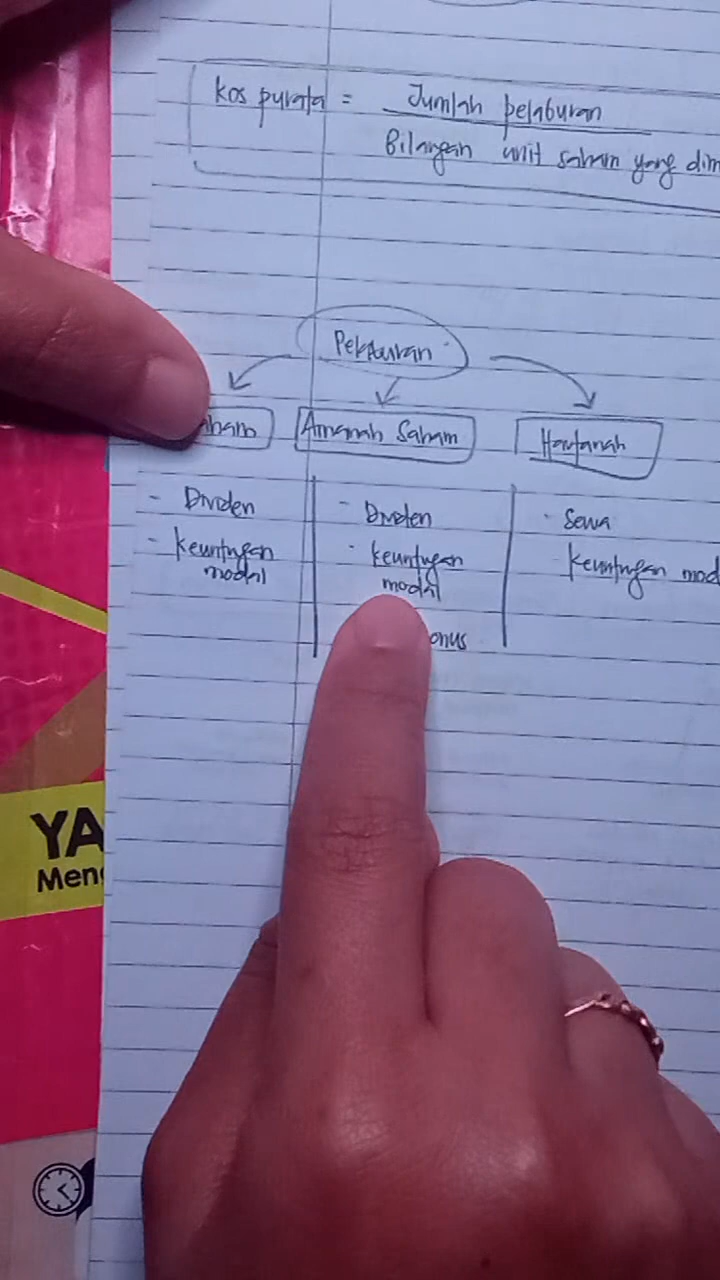 Kos purata = Jumlah pelaburan
Bilangan unit saham yang dim
Pelaburan
aham Amanah Saham Hartanah
- Dividen - Dividen - Sewa
- Keuntungan - Keuntungan Keuntungan mod
modal modal
onus
YA
Men